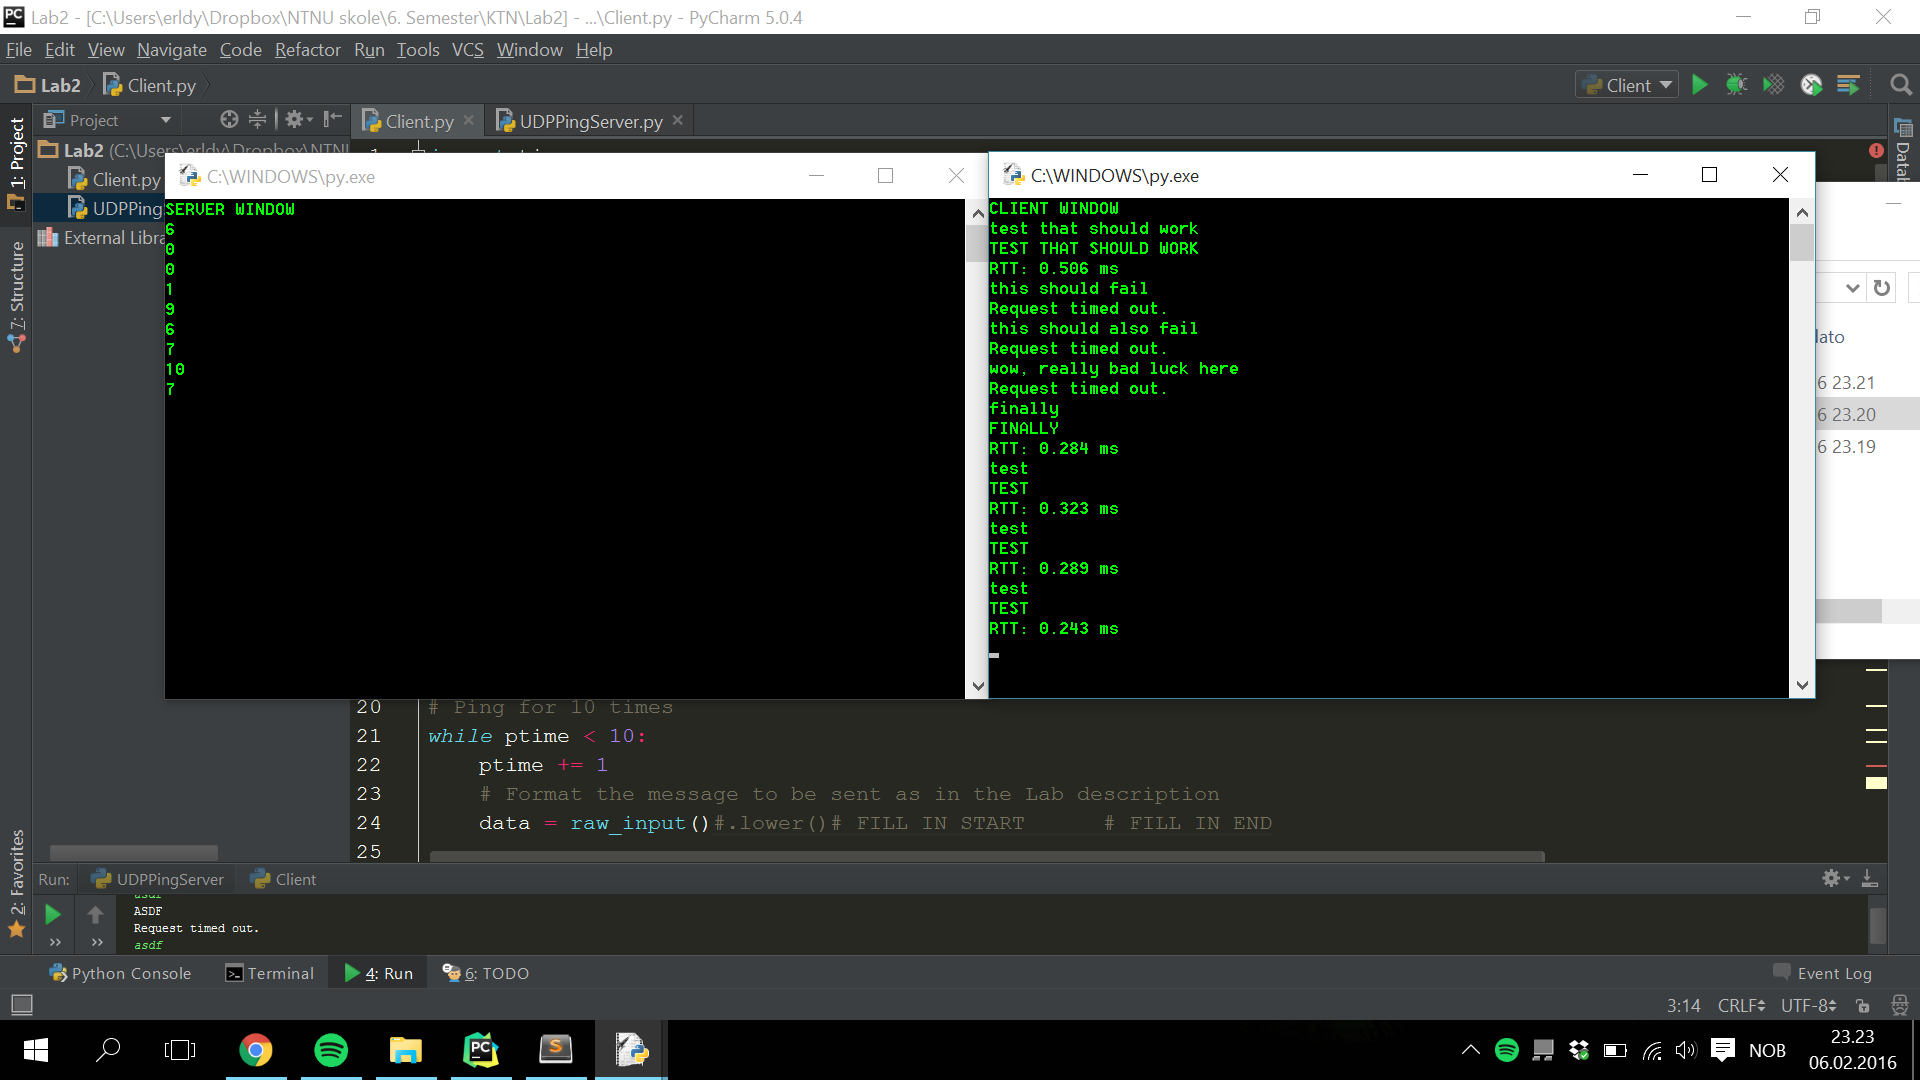 Lab2 - [C:\Users\erldy\Dropbox\NTNU skole\6. Semester\KTN\Lab2] - ...\Client.py - PyCharm 5.0.4
File Edit View Navigate Code Refactor Run Tools VCS Window Help
Lab2 Client.py Client
Project Client.py UDPPingServer.py
1: Project
7: Structure
2: Favorites
Lab2 (C:\Users\erldy\Dropbox\NTNU
Client.py
UDPPing
External Libra
C:\WINDOWS\py.exe
SERVER WINDOW
6
0
0
1
9
6
7
10
7
C:\WINDOWS\py.exe
CLIENT WINDOW
test that should work
TEST THAT SHOULD WORK
RTT: 0.506 ms
this should fail
Request timed out.
this should also fail
Request timed out.
wow, really bad luck here
Request timed out.
finally
FINALLY
RTT: 0.284 ms
test
TEST
RTT: 0.323 ms
test
TEST
RTT: 0.289 ms
test
TEST
RTT: 0.243 ms
Datab
lato
6 23.21
6 23.20
6 23.19
20 # Ping for 10 times
21 while ptime < 10:
22 ptime += 1
23 # Format the message to be sent as in the Lab description
24 data = raw_input()#.lower()# FILL IN START # FILL IN END
25
Run: UDPPingServer Client
asdf
ASDF
Request timed out.
asdf
Python Console Terminal 4: Run 6: TODO Event Log
3:14 CRLF UTF-8
NOB
23.23
06.02.2016